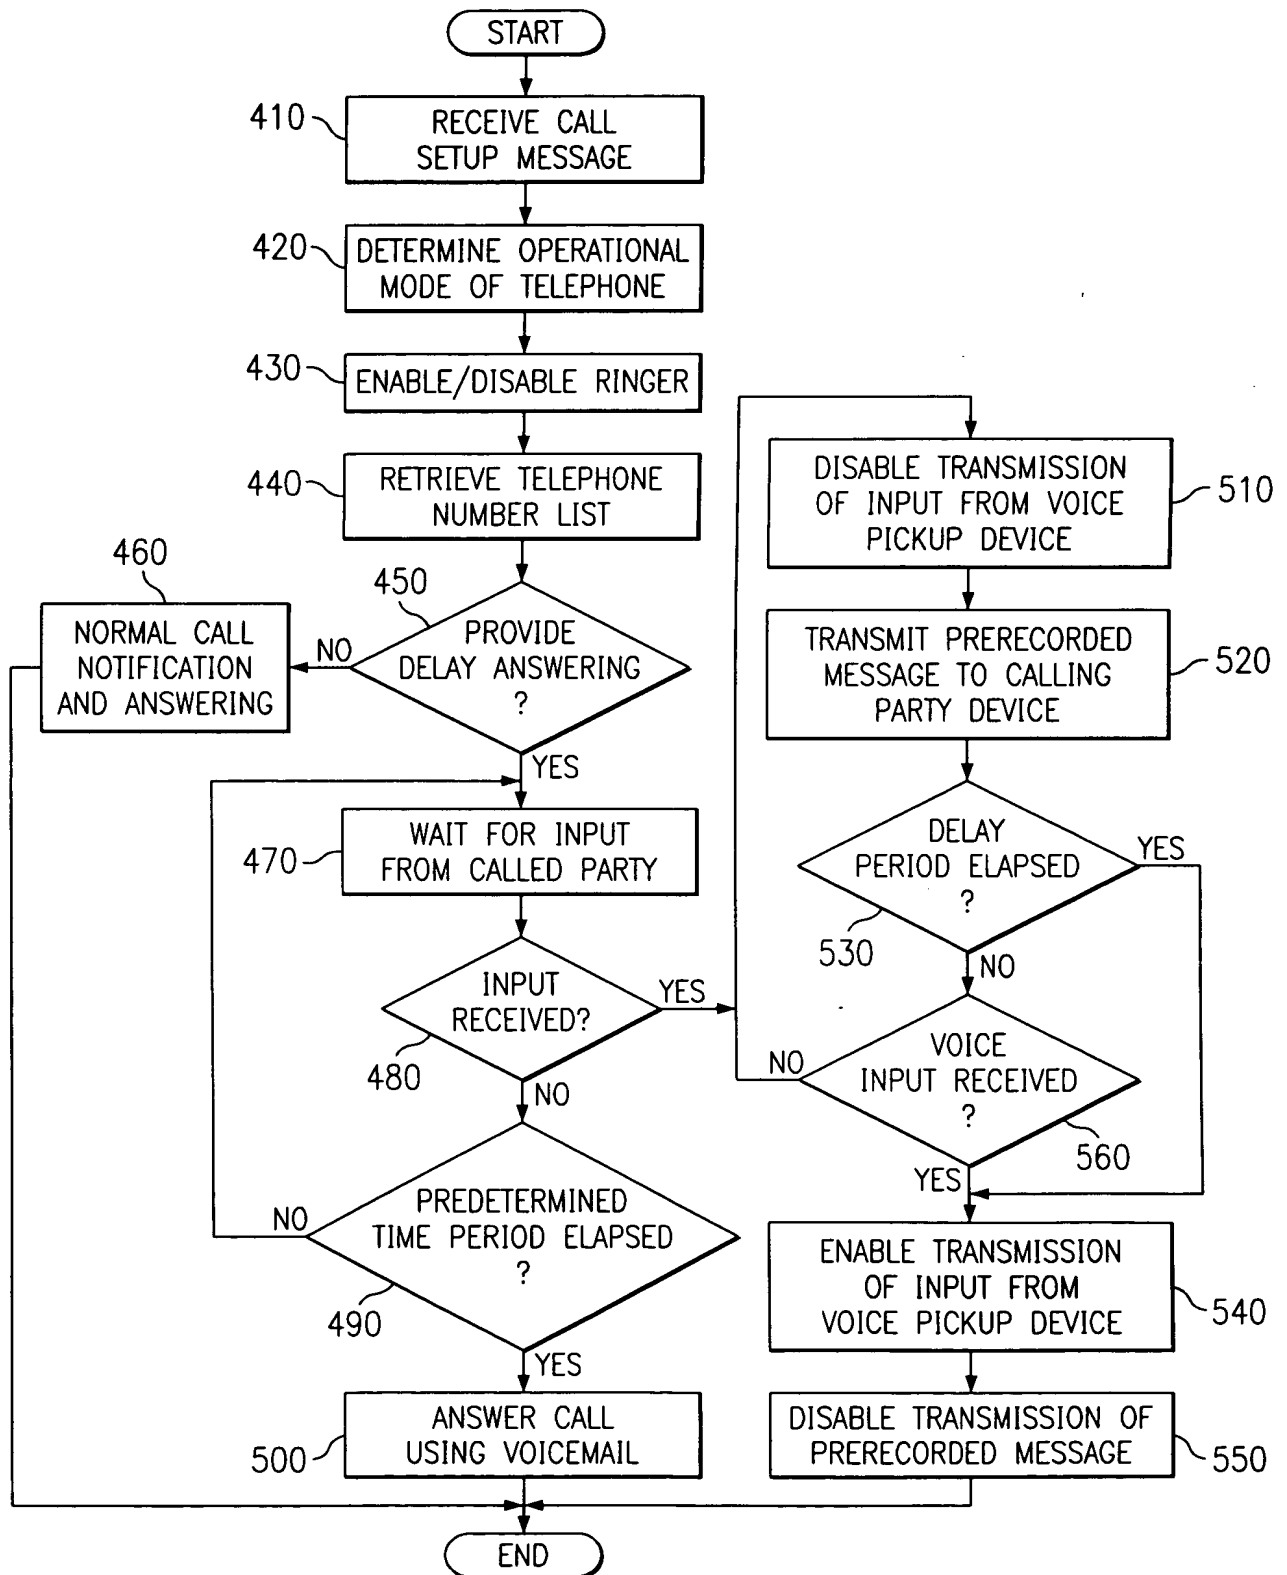 START
410
RECEIVE CALL
SETUP MESSAGE
420
DETERMINE OPERATIONAL
MODE OF TELEPHONE
430
ENABLE/DISABLE RINGER
440
RETRIEVE TELEPHONE
NUMBER LIST
450
PROVIDE
DELAY ANSWERING
?
NO
460
NORMAL CALL
NOTIFICATION
AND ANSWERING
YES
470
WAIT FOR INPUT
FROM CALLED PARTY
480
INPUT
RECEIVED?
YES
NO
490
PREDETERMINED
TIME PERIOD ELAPSED
?
NO
YES
500
ANSWER CALL
USING VOICEMAIL
DISABLE TRANSMISSION
OF INPUT FROM VOICE
PICKUP DEVICE
510
TRANSMIT PRERECORDED
MESSAGE TO CALLING
PARTY DEVICE
520
DELAY
PERIOD ELAPSED
?
YES
530
NO
VOICE
INPUT RECEIVED
?
NO
560
YES
ENABLE TRANSMISSION
OF INPUT FROM
VOICE PICKUP DEVICE
540
DISABLE TRANSMISSION OF
PRERECORDED MESSAGE
550
END